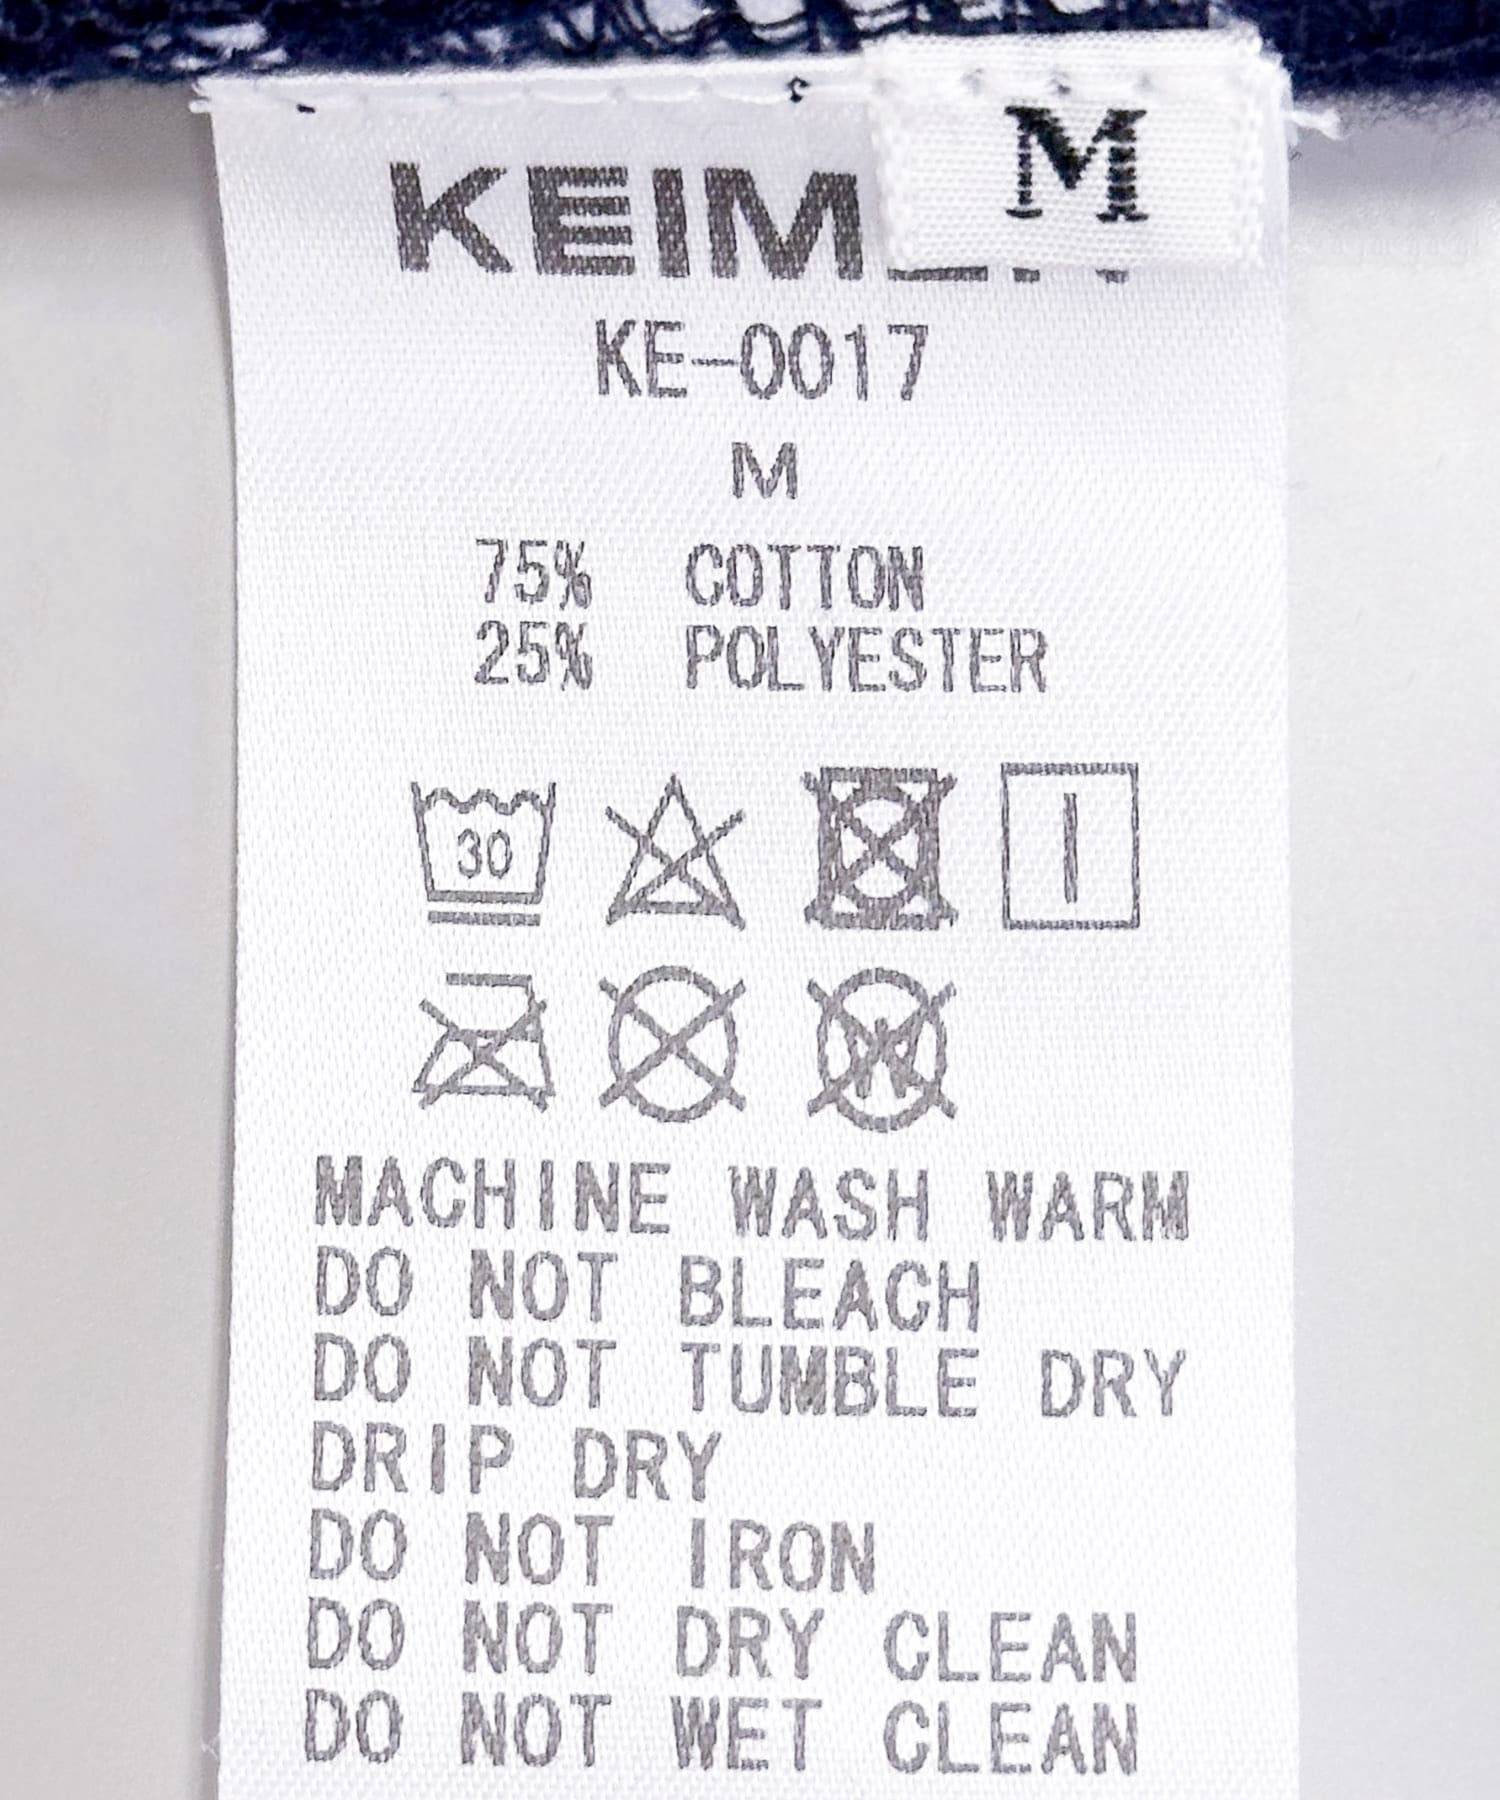 M
KEIM
KE-0017
M
75% COTTON
25% POLYESTER
30
W
MACHINE WASH WARM
DO NOT BLEACH
DO NOT TUMBLE DRY
DRIP DRY
DO NOT IRON
DO NOT DRY CLEAN
DO NOT WET CLEAN